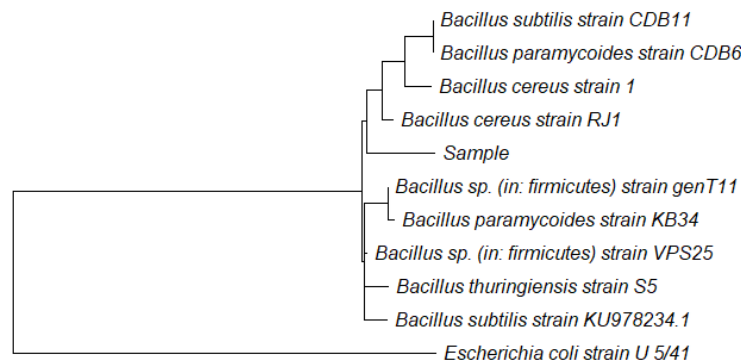 Bacillus subtilis strain CDB11
Bacillus paramycoides strain CDB6
Bacillus cereus strain 1
Bacillus cereus strain RJ1
Sample
Bacillus sp. (in: firmicutes) strain genT11
Bacillus paramycoides strain KB34
Bacillus sp. (in: firmicutes) strain VPS25
Bacillus thuringiensis strain S5
Bacillus subtilis strain KU978234.1
Escherichia coli strain U 5/41